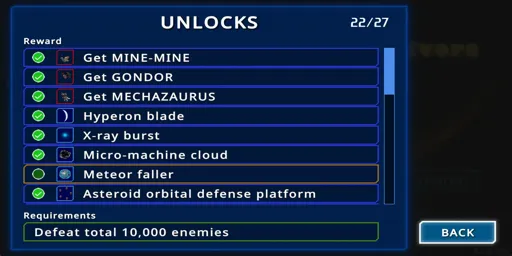 UNLOCKS
22/27
Reward
Get MINE-MINE
Get GONDOR
Get MECHAZAURUS
Hyperon blade
X-ray burst
Micro-machine cloud
Meteor faller
Asteroid orbital defense platform
Requirements
Defeat total 10,000 enemies
BACK